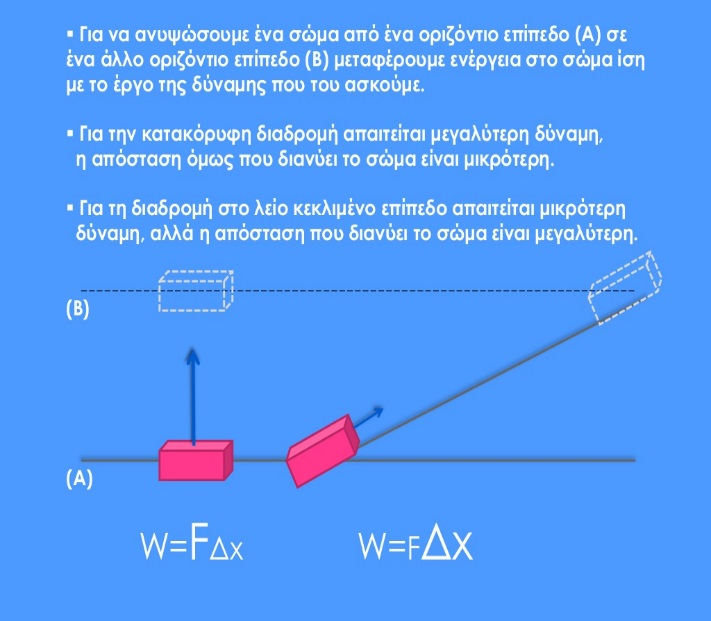 ▪ Για να ανυψώσουμε ένα σώμα από ένα οριζόντιο επίπεδο (Α) σε
ένα άλλο οριζόντιο επίπεδο (Β) μεταφέρουμε ενέργεια στο σώμα ίση
με το έργο της δύναμης που του ασκούμε.
▪ Για την κατακόρυφη διαδρομή απαιτείται μεγαλύτερη δύναμη,
η απόσταση όμως που διανύει το σώμα είναι μικρότερη.
▪ Για τη διαδρομή στο λείο κεκλιμένο επίπεδο απαιτείται μικρότερη
δύναμη, αλλά η απόσταση που διανύει το σώμα είναι μεγαλύτερη.
(Β)
(Α)
W=FΔx W=FΔx